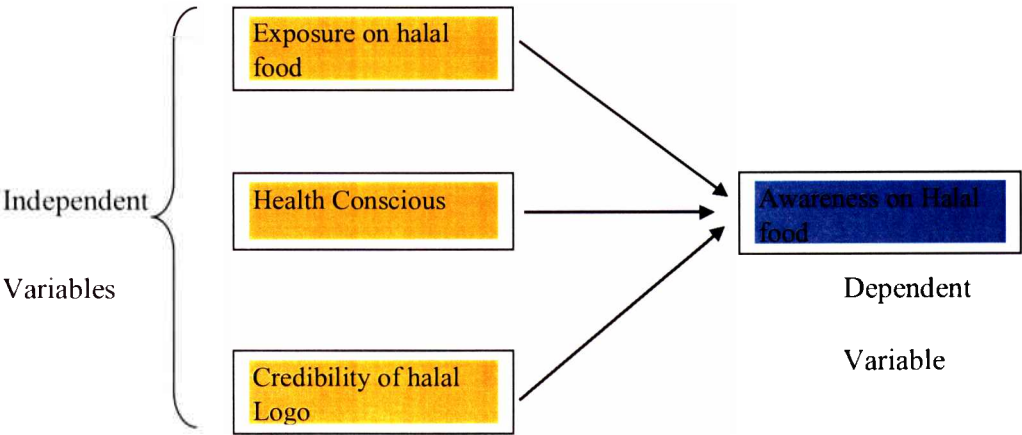 Exposure on halal
food
Independent
Variables
Health Conscious
Credibility of halal
Logo
Awareness on Halal
food
Dependent
Variable